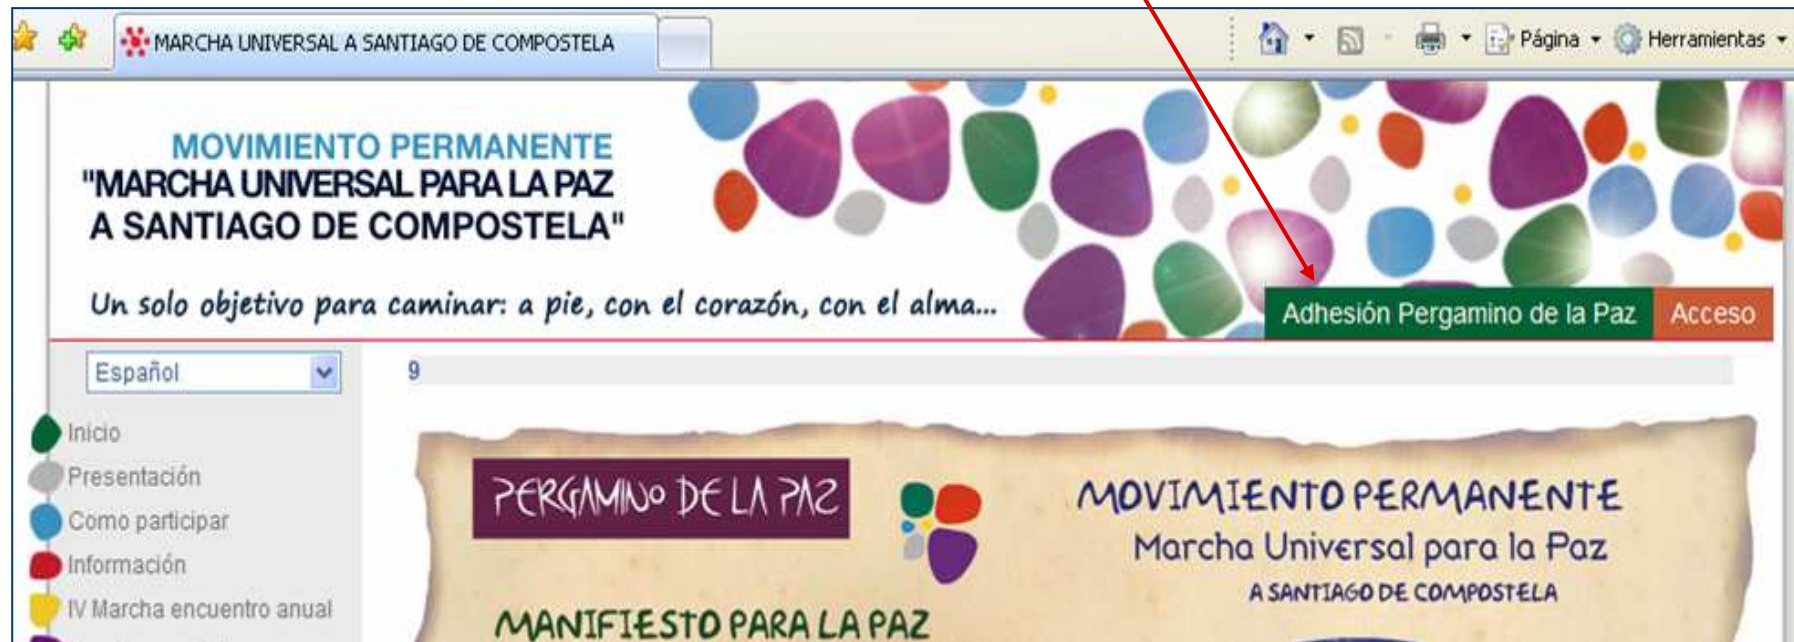 MARCHA UNIVERSAL A SANTIAGO DE COMPOSTELA
Página
Herramientas
MOVIMIENTO PERMANENTE
"MARCHA UNIVERSAL PARA LA PAZ
A SANTIAGO DE COMPOSTELA"
Un solo objetivo para caminar: a pie, con el corazón, con el alma...
Adhesión Pergamino de la Paz
Acceso
Español
9
Inicio
Presentación
Como participar
Información
IV Marcha encuentro anual
PERGAMINO DE LA PAZ
MOVIMIENTO PERMANENTE
Marcha Universal para la Paz
A SANTIAGO DE COMPOSTELA
MANIFIESTO PARA LA PAZ